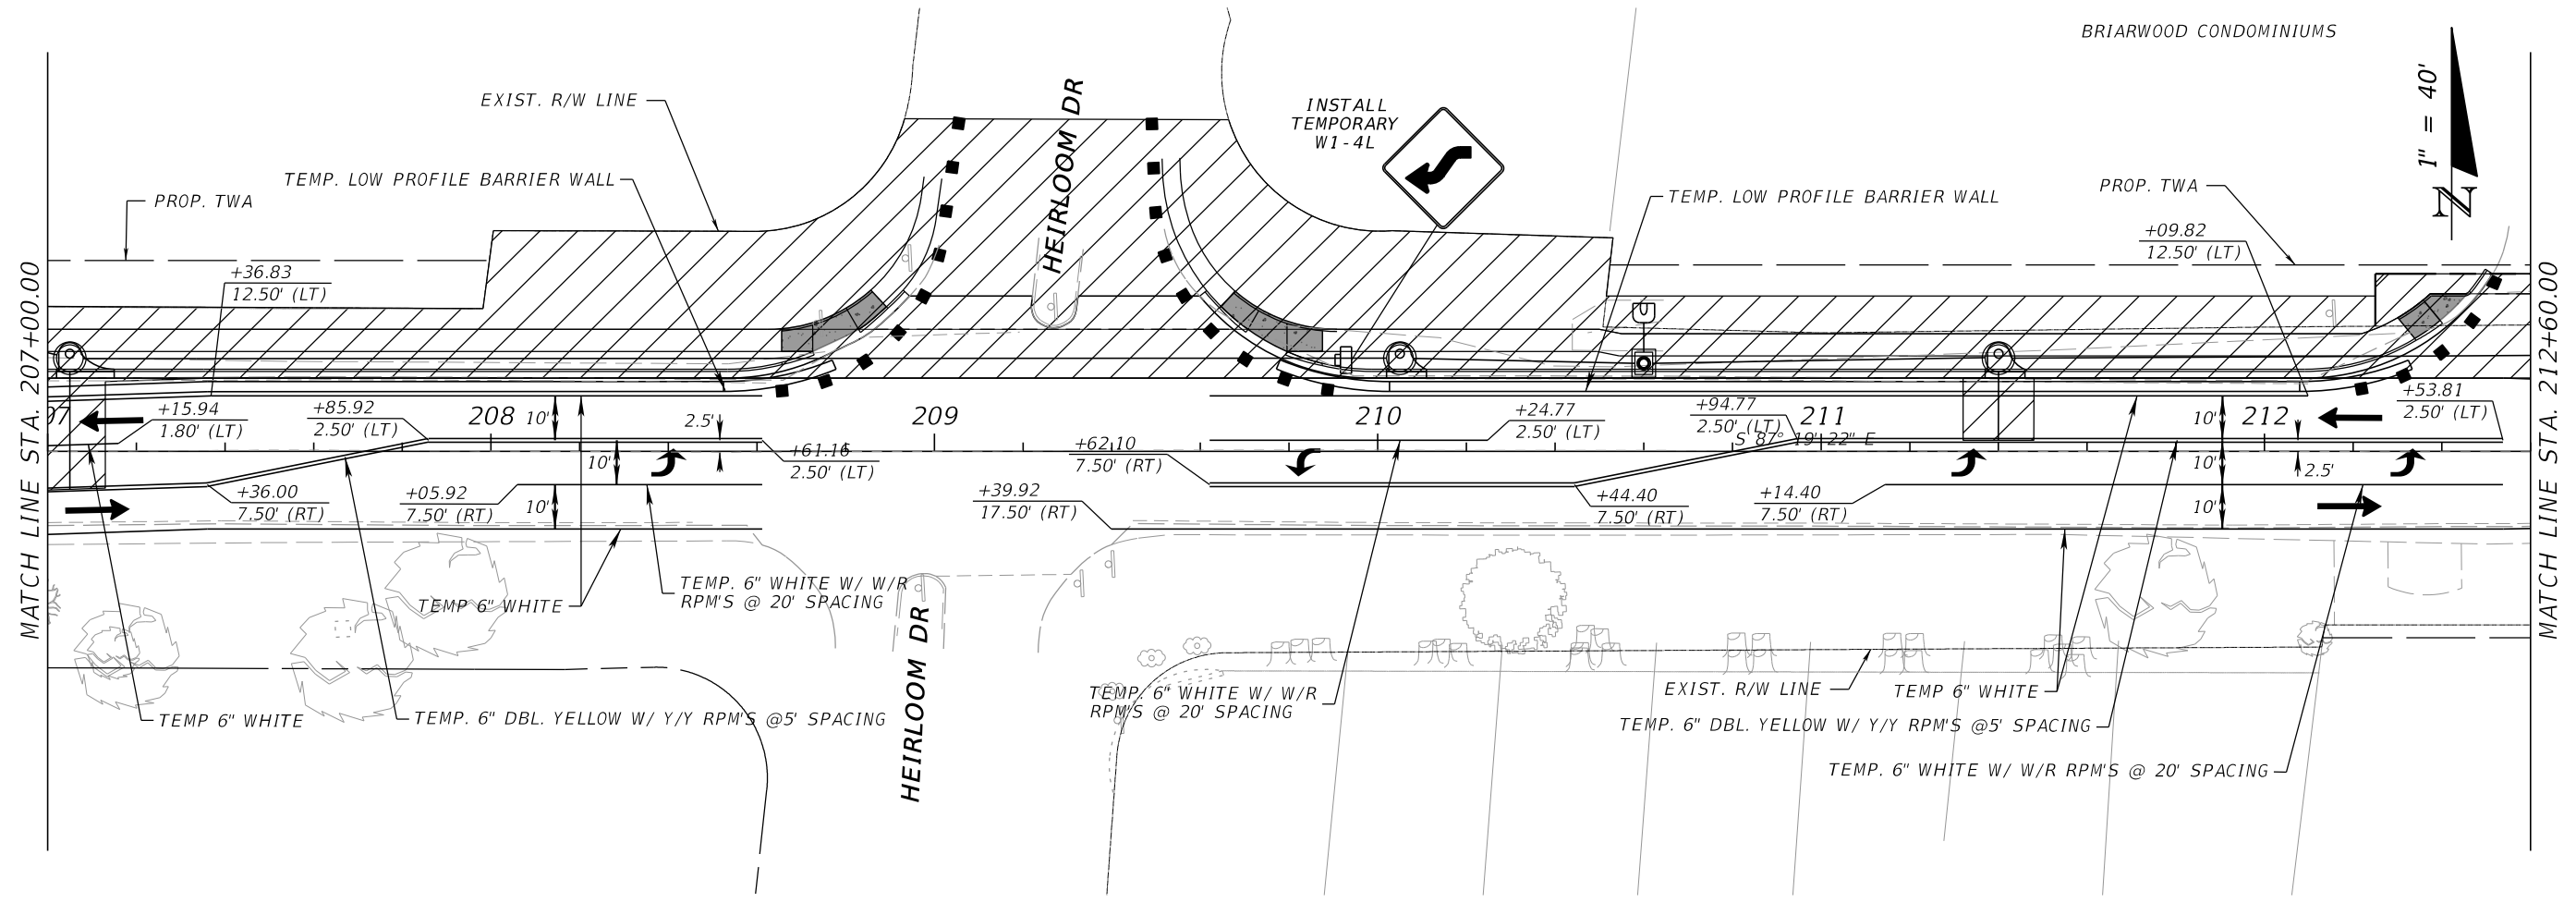 BRIARWOOD CONDOMINIUMS
EXIST. R/W LINE
TEMP. LOW PROFILE BARRIER WALL
PROP. TWA
+36.83
12.50' (LT)
HEIRLOOM DR
INSTALL
TEMPORARY
W1-4L
TEMP. LOW PROFILE BARRIER WALL
PROP. TWA
+09.82
12.50' (LT)
1" = 40'
N
MATCH LINE STA. 207+00.00
MATCH LINE STA. 212+60.00
07
+15.94
1.80' (LT)
+85.92
2.50' (LT)
208
10'
2.5'
+61.16
2.50' (LT)
209
+62.10
7.50' (RT)
210
+24.77
2.50' (LT)
+94.77
2.50' (LT)
211
S 87° 19' 22" E
10'
212
+53.81
2.50' (LT)
10'
10'
2.5'
+36.00
7.50' (RT)
+05.92
7.50' (RT)
10'
+39.92
17.50' (RT)
+44.40
7.50' (RT)
+14.40
7.50' (RT)
10'
TEMP 6" WHITE
TEMP. 6" WHITE W/ W/R
RPM'S @ 20' SPACING
HEIRLOOM DR
TEMP 6" WHITE
TEMP. 6" DBL. YELLOW W/ Y/Y RPM'S @5' SPACING
TEMP. 6" WHITE W/ W/R
RPM'S @ 20' SPACING
EXIST. R/W LINE
TEMP 6" WHITE
TEMP. 6" DBL. YELLOW W/ Y/Y RPM'S @5' SPACING
TEMP. 6" WHITE W/ W/R RPM'S @ 20' SPACING